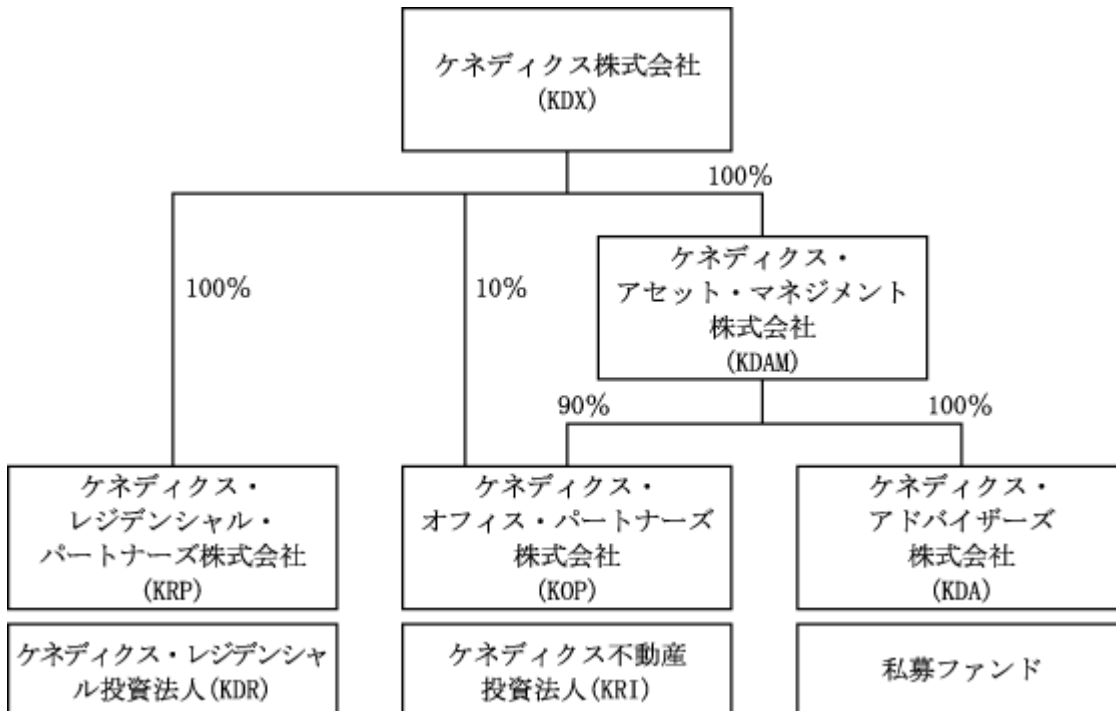 ケネディクス株式会社
(KDX)
100%
100%
10%
ケネディクス・
アセット・マネジメント
株式会社
(KDAM)
90%
100%
ケネディクス・
レジデンシャル・
パートナーズ株式会社
(KRP)
ケネディクス・
オフィス・パートナーズ
株式会社
(KOP)
ケネディクス・
アドバイザーズ
株式会社
(KDA)
ケネディクス・レジデンシャ
ル投資法人(KDR)
ケネディクス不動産
投資法人(KRI)
私募ファンド